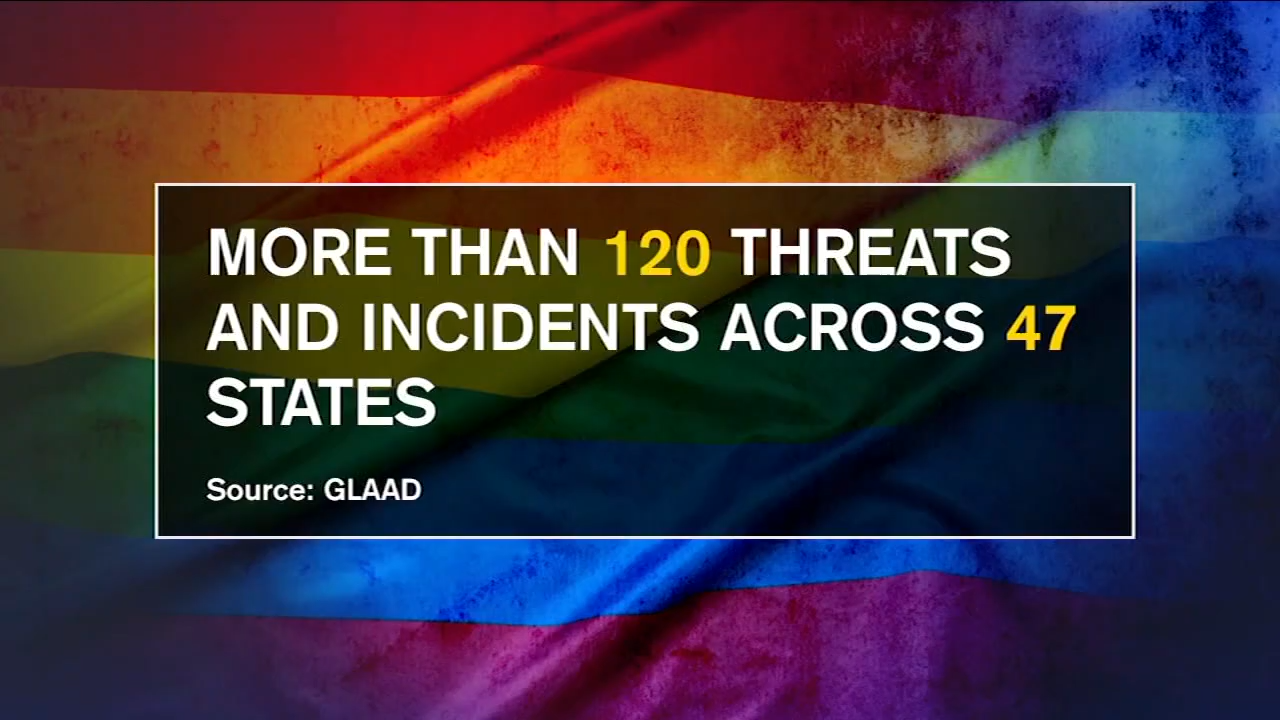 MORE THAN 120 THREATS
AND INCIDENTS ACROSS 47
STATES
Source: GLAAD